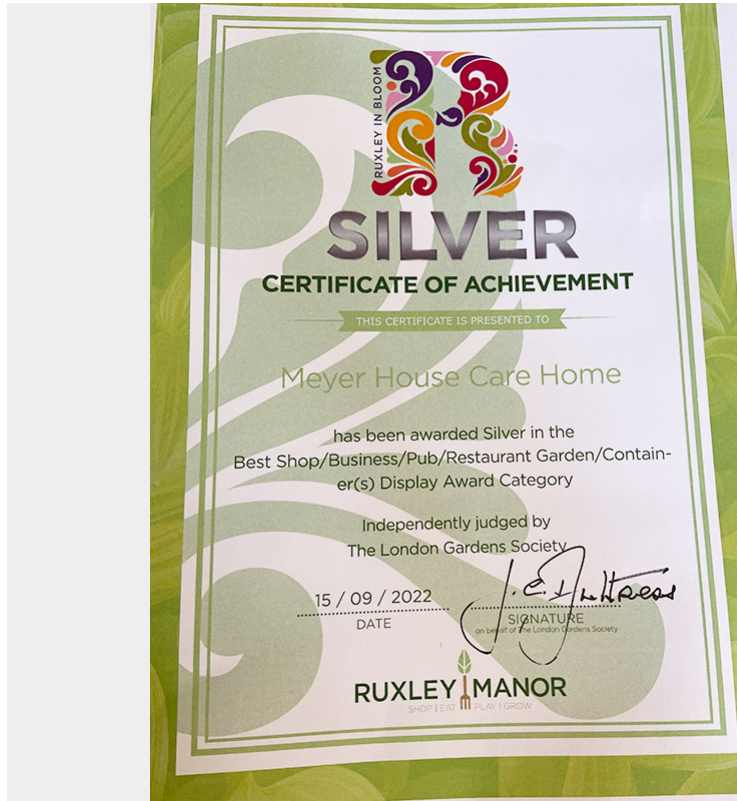 RUXLEY IN BLOOM
SILVER
CERTIFICATE OF ACHIEVEMENT
THIS CERTIFICATE IS PRESENTED TO
Meyer House Care Home
has been awarded Silver in the
Best Shop/Business/Pub/Restaurant Garden/Contain-
er(s) Display Award Category
Independently judged by
The London Gardens Society
15 / 09 / 2022
DATE
SIGNATURE
on behalf of The London Gardens Society
RUXLEY MANOR
SHOP | EAT PLAY | GROW